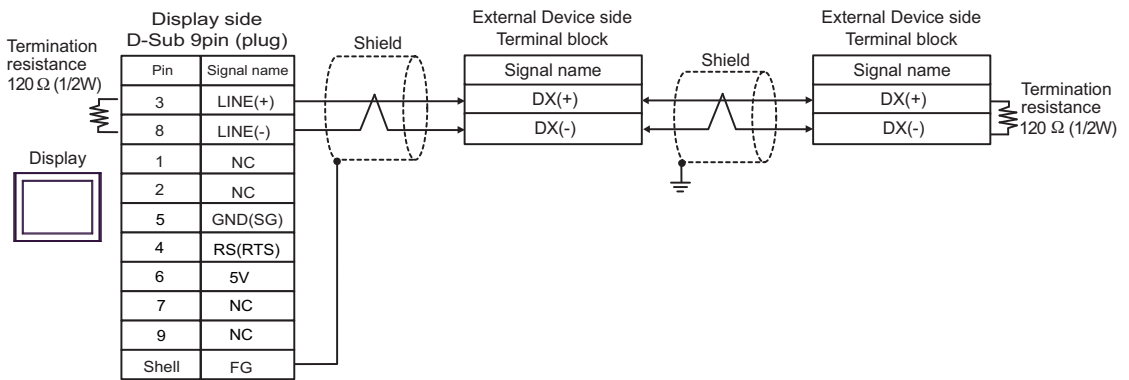 Display side
D-Sub 9pin (plug)
Termination
resistance
120 Ω (1/2W)
Pin Signal name
3 LINE(+)
8 LINE(-)
1 NC
2 NC
5 GND(SG)
4 RS(RTS)
6 5V
7 NC
9 NC
Shell FG
Display
Shield
External Device side
Terminal block
Signal name
DX(+)
DX(-)
Shield
External Device side
Terminal block
Signal name
DX(+)
DX(-)
Termination
resistance
120 Ω (1/2W)